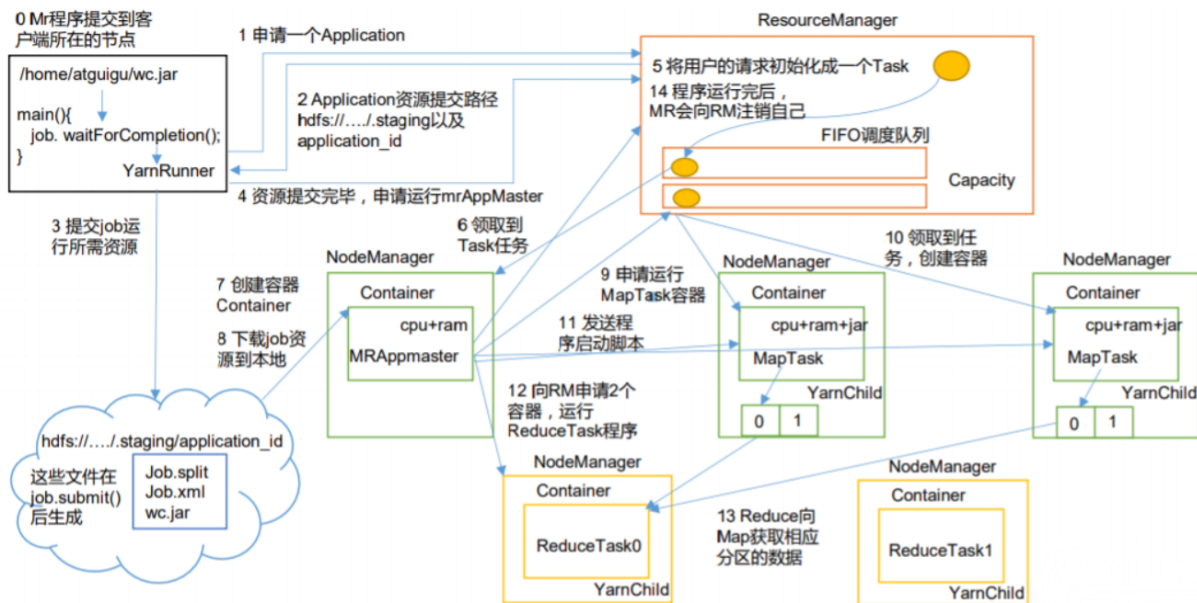 0 Mr程序提交到客
户端所在的节点
/home/atguigu/wc.jar
main(){
job. waitForCompletion();
}
YarnRunner
1 申请一个Application
2 Application资源提交路径
hdfs://…./.staging以及
application_id
4 资源提交完毕，申请运行mrAppMaster
ResourceManager
5 将用户的请求初始化成一个Task
14 程序运行完后，
MR会向RM注销自己
FIFO调度队列
Capacity
3 提交job运
行所需资源
6 领取到
Task任务
7 创建容器
Container
8 下载job资
源到本地
NodeManager
Container
cpu+ram
MRAppmaster
9 申请运行
MapTask容器
11 发送程
序启动脚本
12 向RM申请2个
容器，运行
ReduceTask程序
10 领取到任
务，创建容器
NodeManager
Container
cpu+ram+jar
MapTask
YarnChild
0 1
NodeManager
Container
cpu+ram+jar
MapTask
YarnChild
0 1
hdfs://…./.staging/application_id
这些文件在
job.submit()
后生成
Job.split
Job.xml
wc.jar
NodeManager
Container
ReduceTask0
YarnChild
13 Reduce向
Map获取相应
分区的数据
NodeManager
Container
ReduceTask1
YarnChild